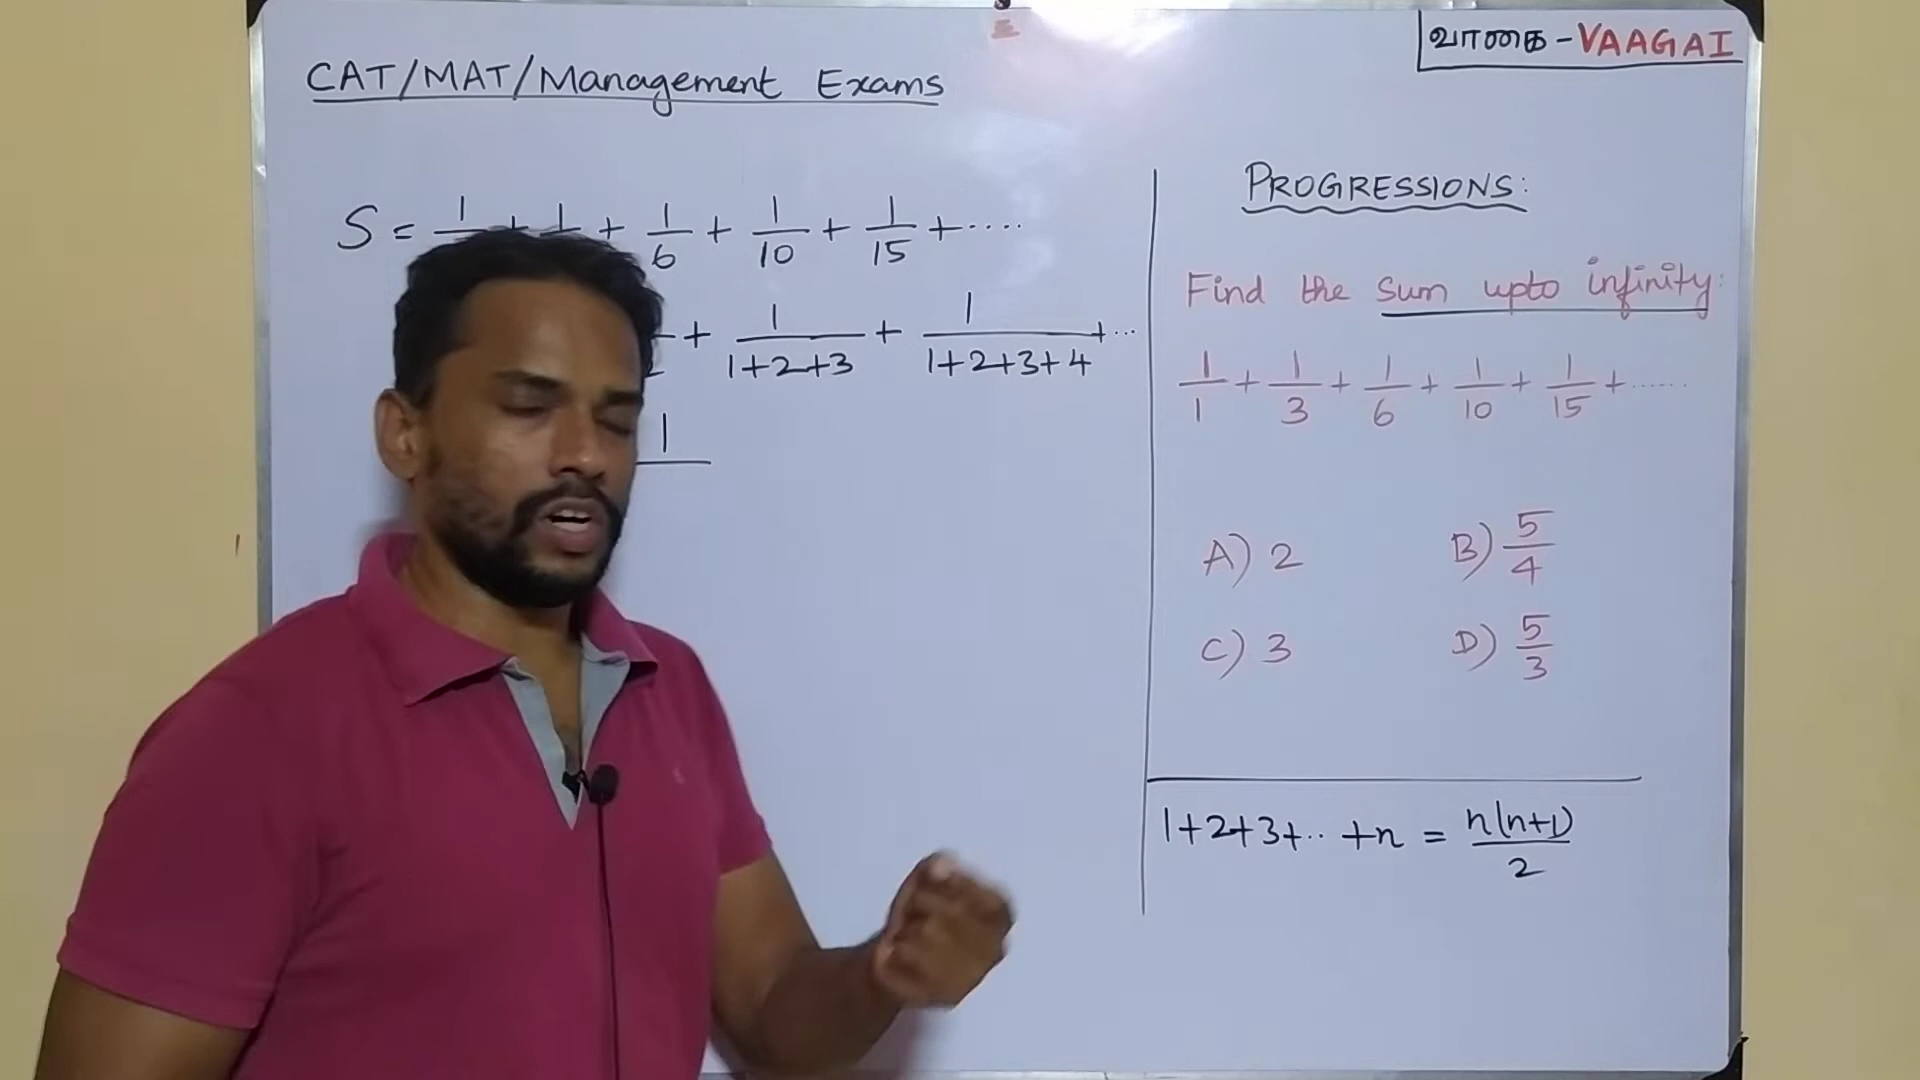 CAT/MAT/Management Exams
வாகை - VAAGAI
S = 1/ + 1/ + 1/6 + 1/10 + 1/15 + ....
+ 1/(1+2+3) + 1/(1+2+3+4) + ...
1
PROGRESSIONS:
Find the sum upto infinity:
1/1 + 1/3 + 1/6 + 1/10 + 1/15 + ......
A) 2 B) 5/4
C) 3 D) 5/3
1+2+3+.. +n = n(n+1)/2